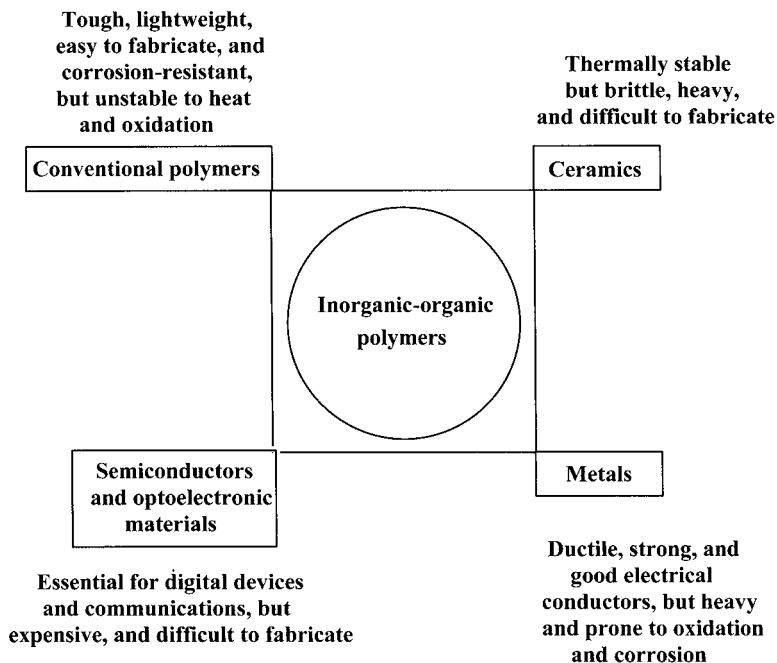 Tough, lightweight,
easy to fabricate, and
corrosion-resistant,
but unstable to heat
and oxidation
Conventional polymers
Thermally stable
but brittle, heavy,
and difficult to fabricate
Ceramics
Inorganic-organic
polymers
Semiconductors
and optoelectronic
materials
Essential for digital devices
and communications, but
expensive, and difficult to fabricate
Metals
Ductile, strong, and
good electrical
conductors, but heavy
and prone to oxidation
and corrosion